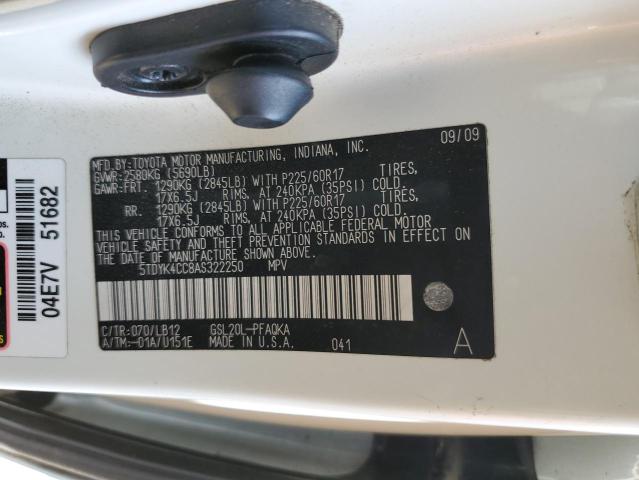 MFD.BY:TOYOTA MOTOR MANUFACTURING, INDIANA, INC. 09/09
GVWR:2580KG (5690LB)
GAWR:FRT. 1290KG (2845LB) WITH P225/60R17 TIRES,
17X6.5J RIMS, AT 240KPA (35PSI) COLD.
RR. 1290KG (2845LB) WITH P225/60R17 TIRES,
17X6.5J RIMS, AT 240KPA (35PSI) COLD.
THIS VEHICLE CONFORMS TO ALL APPLICABLE FEDERAL MOTOR
VEHICLE SAFETY AND THEFT PREVENTION STANDARDS IN EFFECT ON
THE DATE OF MANUFACTURE SHOWN ABOVE.
5TDYK4CC8AS322250 MPV
C/TR:070/LB12 GSL20L-PFAQKA
A/TM:-01A/U151E MADE IN U.S.A. 041 A
04E7V 51682